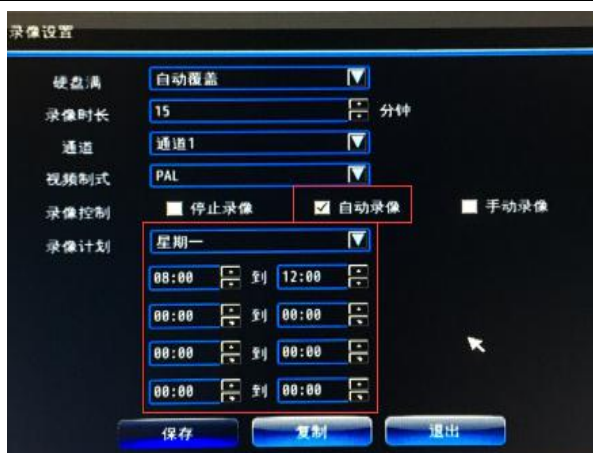 录像设置
硬盘满 自动覆盖
录像时长 15 分钟
通道 通道1
视频制式 PAL
录像控制 停止录像 自动录像 手动录像
录像计划 星期一
08:00 到 12:00
00:00 到 00:00
00:00 到 00:00
00:00 到 00:00
保存 复制 退出